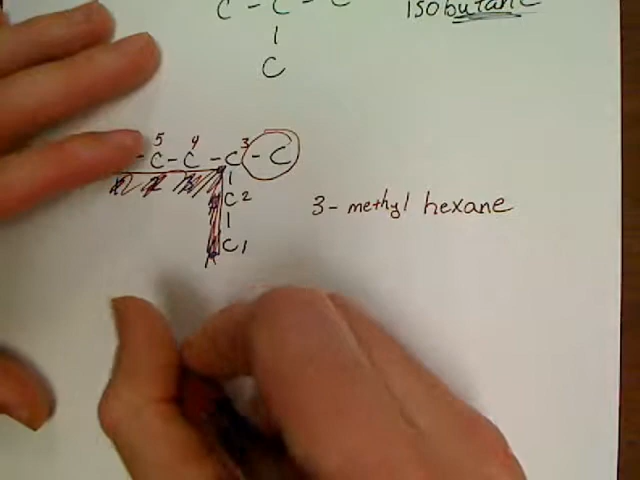 C - C - C
isobutane
|
C
5 4 3
- C - C - C - C
|
C 2
|
C 1
3 - methyl hexane